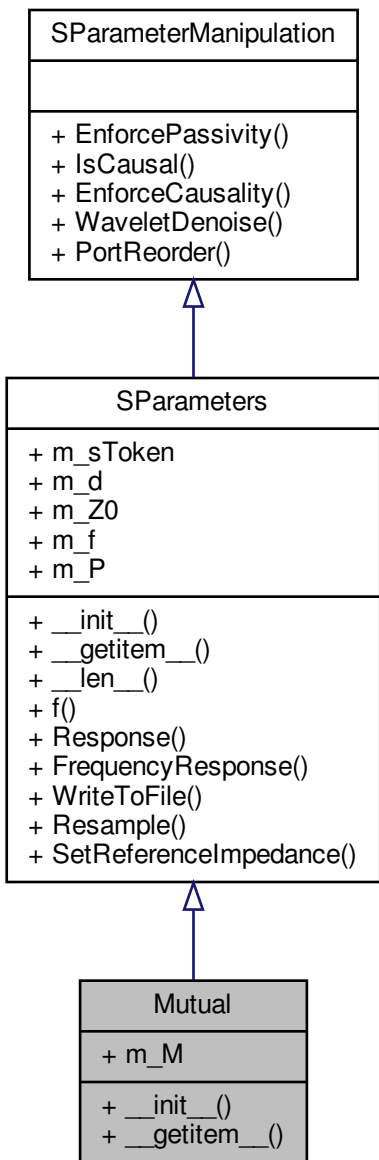 SParameterManipulation
+ EnforcePassivity()
+ IsCausal()
+ EnforceCausality()
+ WaveletDenoise()
+ PortReorder()
SParameters
+ m_sToken
+ m_d
+ m_Z0
+ m_f
+ m_P
+ __init__()
+ __getitem__()
+ __len__()
+ f()
+ Response()
+ FrequencyResponse()
+ WriteToFile()
+ Resample()
+ SetReferenceImpedance()
Mutual
+ m_M
+ __init__()
+ __getitem__()